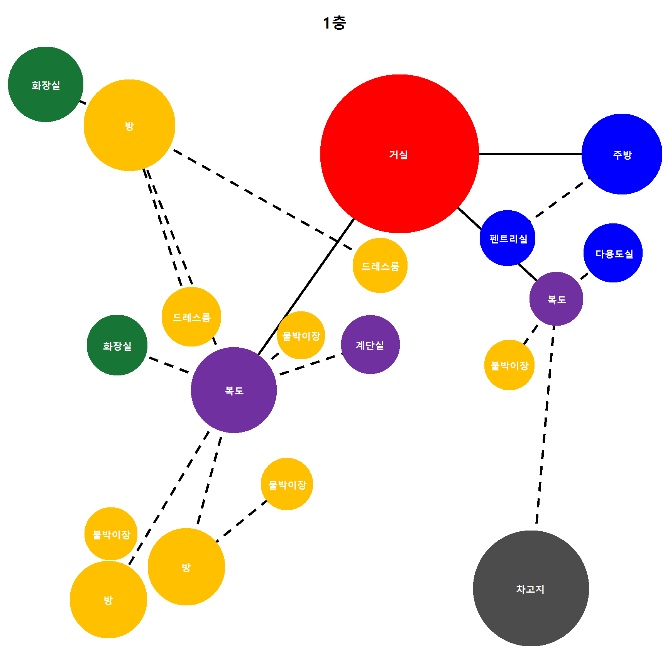 1층
화장실
방
거실
주방
펜트리실
다용도실
드레스룸
복도
드레스룸
붙박이장
계단실
화장실
붙박이장
복도
붙박이장
붙박이장
방
방
차고지